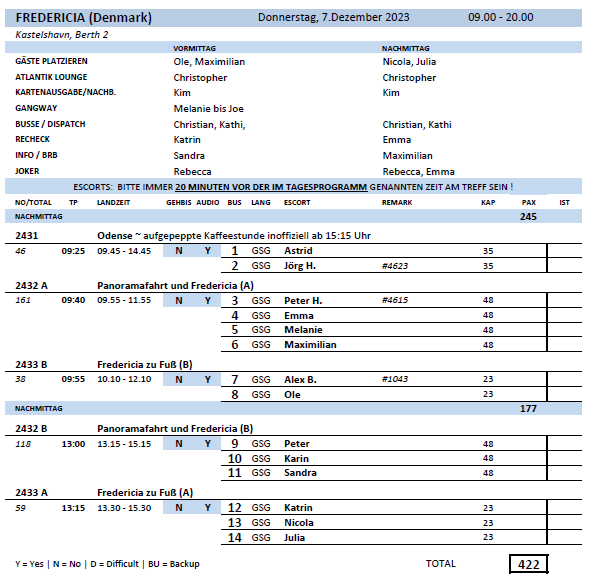 FREDERICIA (Denmark) Donnerstag, 7.Dezember 2023 09.00 - 20.00
Kastelshavn, Berth 2
VORMITTAG NACHMITTAG
GÄSTE PLATZIEREN Ole, Maximilian Nicola, Julia
ATLANTIK LOUNGE Christopher Christopher
KARTENAUSGABE/NACHB. Kim Kim
GANGWAY Melanie bis Joe
BUSSE / DISPATCH Christian, Kathi, Christian, Kathi
RECHECK Katrin Emma
INFO / BRB Sandra Maximilian
JOKER Rebecca Rebecca, Emma
ESCORTS: BITTE IMMER 20 MINUTEN VOR DER IM TAGESPROGRAMM GENANNTEN ZEIT AM TREFF SEIN !
NO/TOTAL TP LANDZEIT GEHBIS AUDIO BUS LANG ESCORT REMARK KAP PAX IST
NACHMITTAG 245
2431 Odense ~ aufgepeppte Kaffeestunde inoffiziell ab 15:15 Uhr
46 09:25 09.45 - 14.45 N Y 1 GSG Astrid 35
2 GSG Jörg H. #4623 35
2432 A Panoramafahrt und Fredericia (A)
161 09:40 09.55 - 11.55 N Y 3 GSG Peter H. #4615 48
4 GSG Emma 48
5 GSG Melanie 48
6 GSG Maximilian 48
2433 B Fredericia zu Fuß (B)
38 09:55 10.10 - 12.10 N Y 7 GSG Alex B. #1043 23
8 GSG Ole 23
NACHMITTAG 177
2432 B Panoramafahrt und Fredericia (B)
118 13:00 13.15 - 15.15 N Y 9 GSG Peter 48
10 GSG Karin 48
11 GSG Sandra 48
2433 A Fredericia zu Fuß (A)
59 13:15 13.30 - 15.30 N Y 12 GSG Katrin 23
13 GSG Nicola 23
14 GSG Julia 23
Y = Yes | N = No | D = Difficult | BU = Backup TOTAL 422